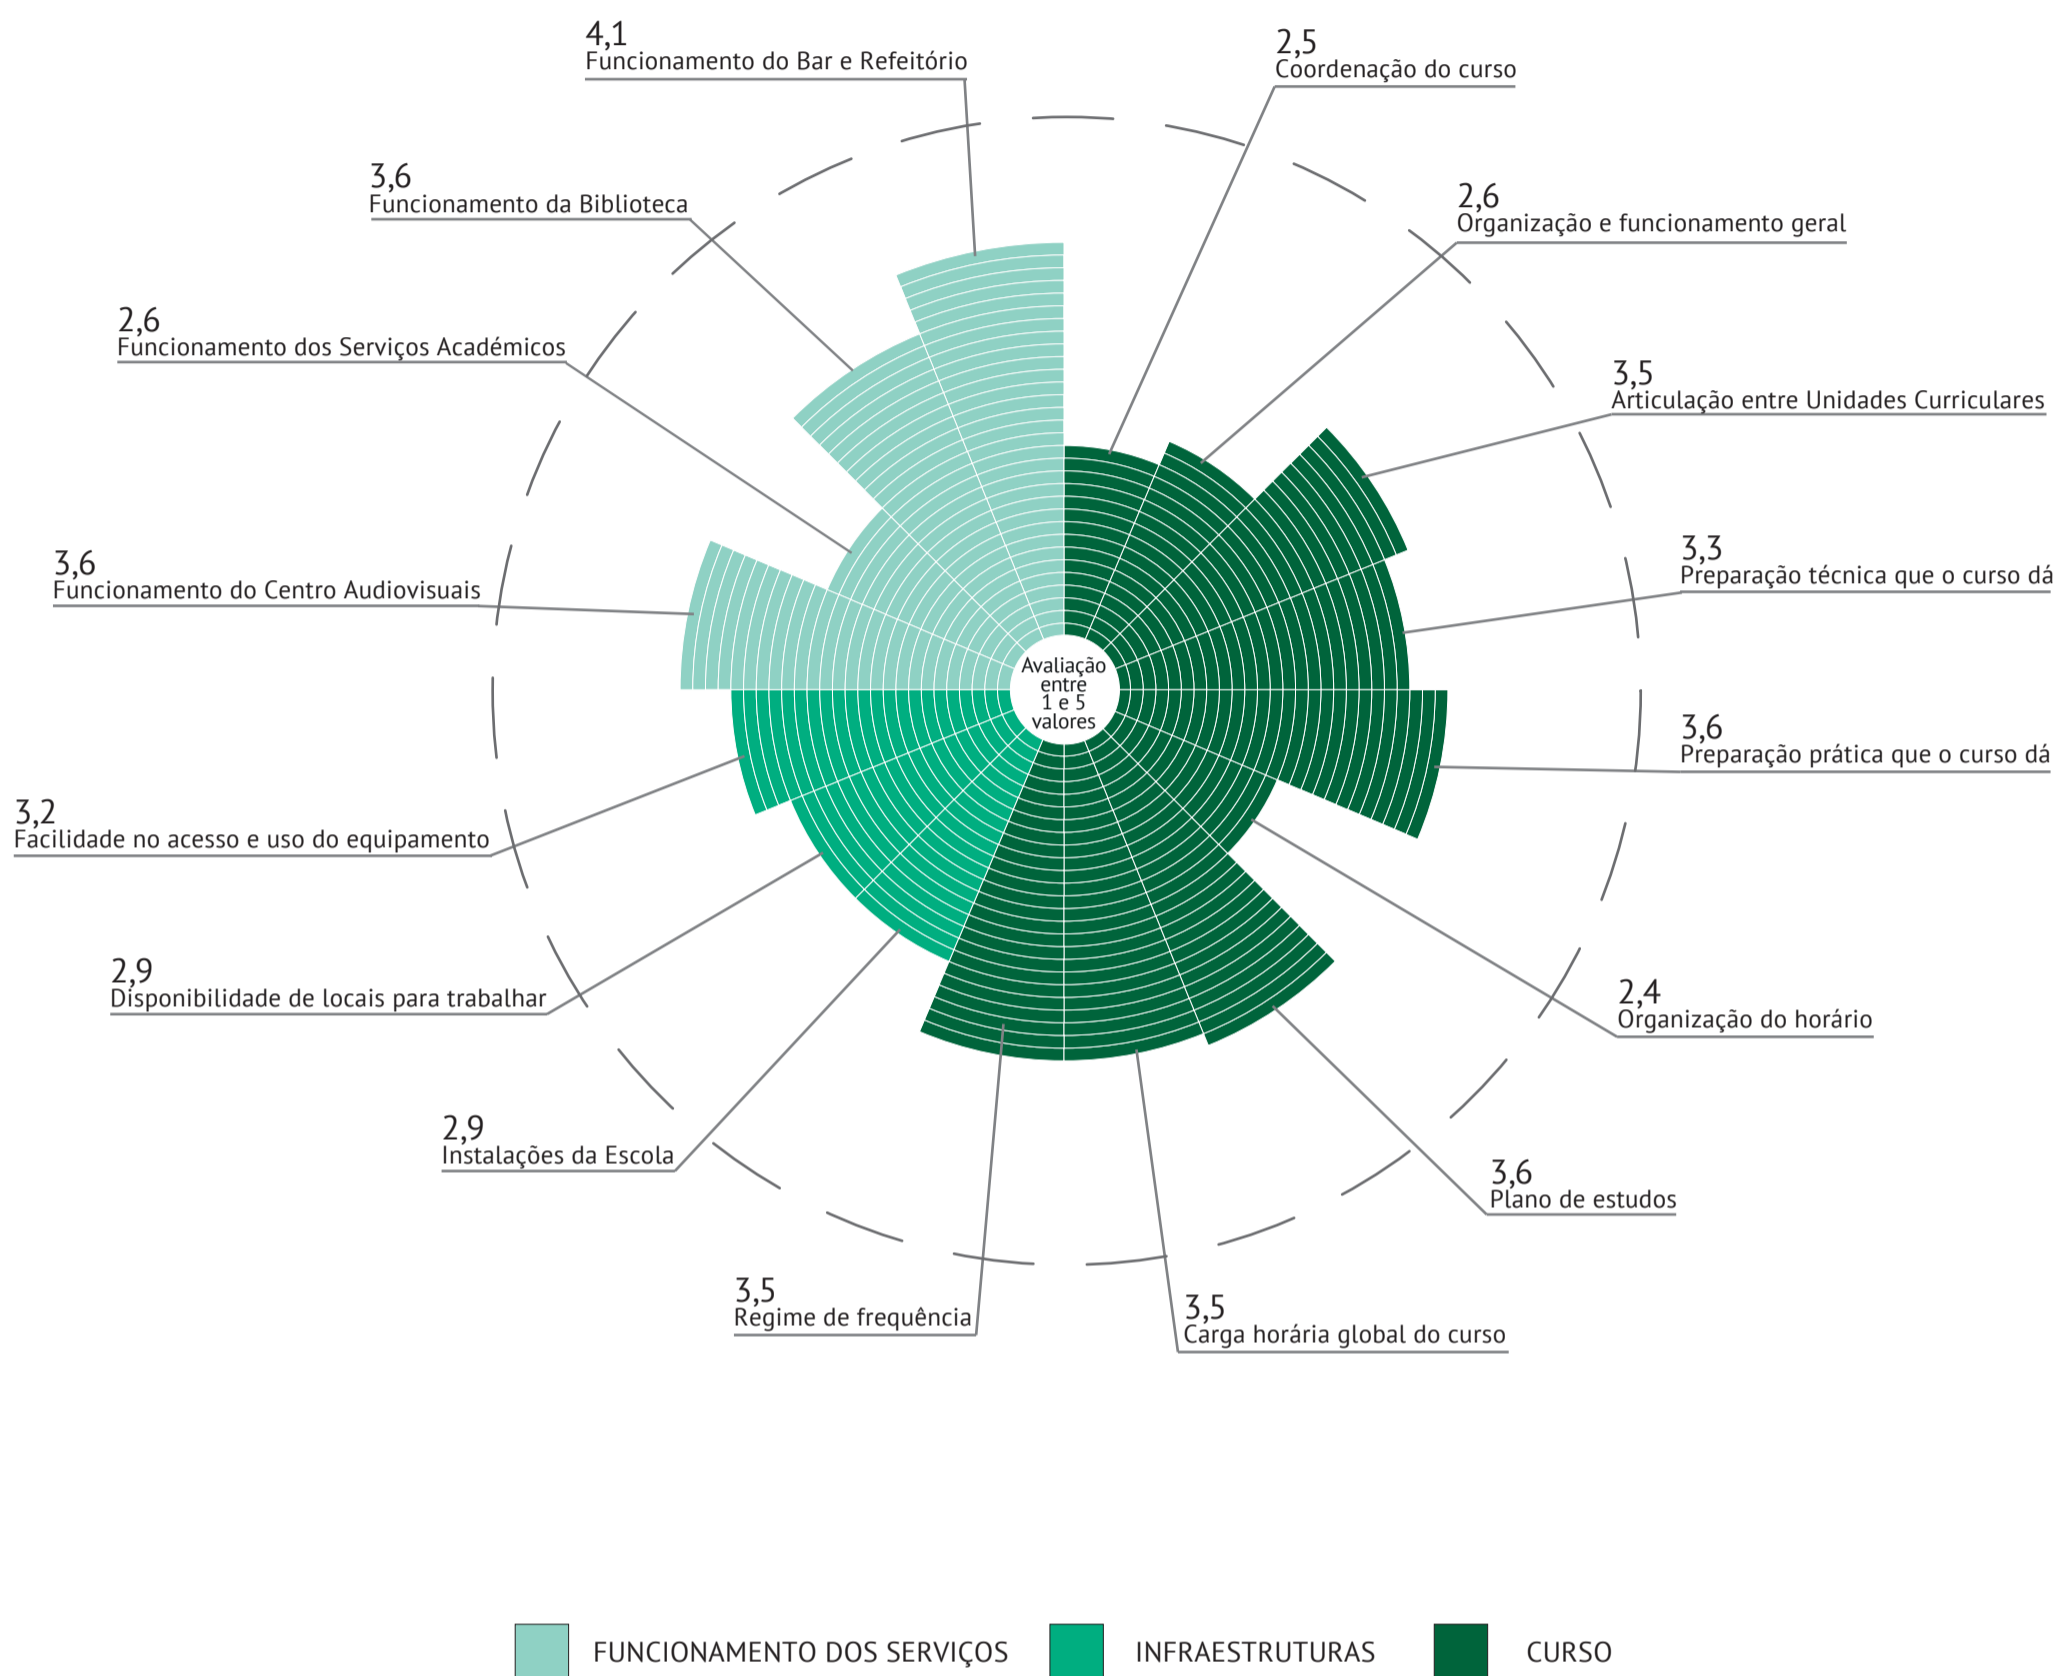 4,1
Funcionamento do Bar e Refeitório
2,5
Coordenação do curso
3,6
Funcionamento da Biblioteca
2,6
Organização e funcionamento geral
2,6
Funcionamento dos Serviços Académicos
3,5
Articulação entre Unidades Curriculares
3,6
Funcionamento do Centro Audiovisuais
3,3
Preparação técnica que o curso dá
Avaliação
entre
1 e 5
valores
3,6
Preparação prática que o curso dá
3,2
Facilidade no acesso e uso do equipamento
2,9
Disponibilidade de locais para trabalhar
2,4
Organização do horário
2,9
Instalações da Escola
3,6
Plano de estudos
3,5
Regime de frequência
3,5
Carga horária global do curso
FUNCIONAMENTO DOS SERVIÇOS
INFRAESTRUTURAS
CURSO